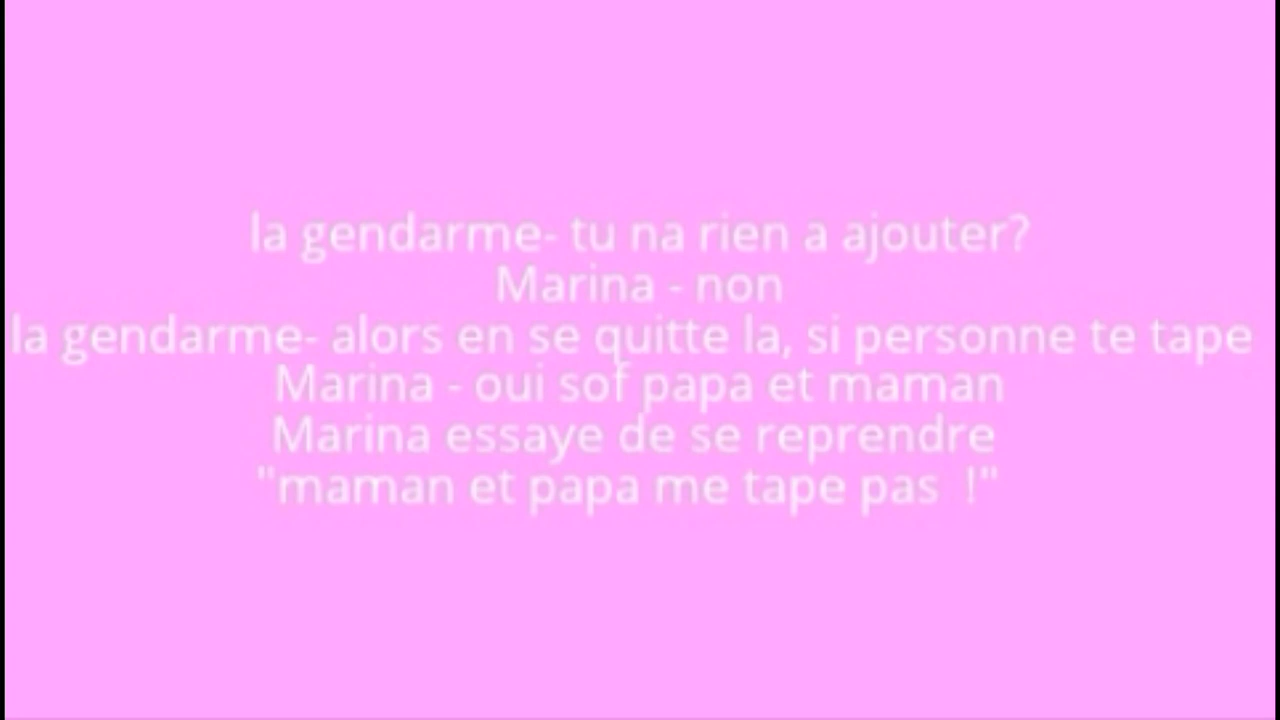 la gendarme- tu na rien a ajouter?
Marina - non
la gendarme- alors en se quitte la, si personne te tape
Marina - oui sof papa et maman
Marina essaye de se reprendre
"maman et papa me tape pas  !"